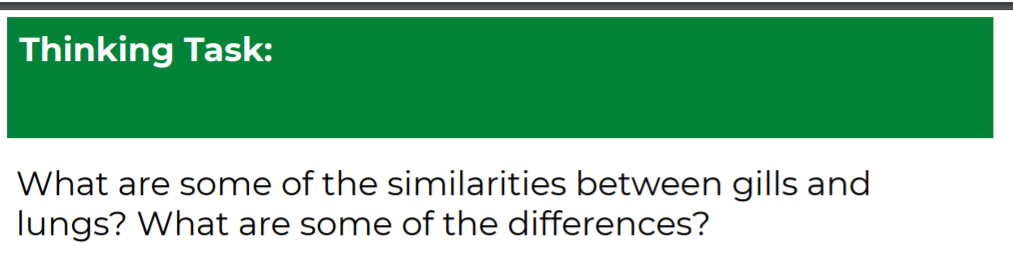 Thinking Task:
What are some of the similarities between gills and
lungs? What are some of the differences?